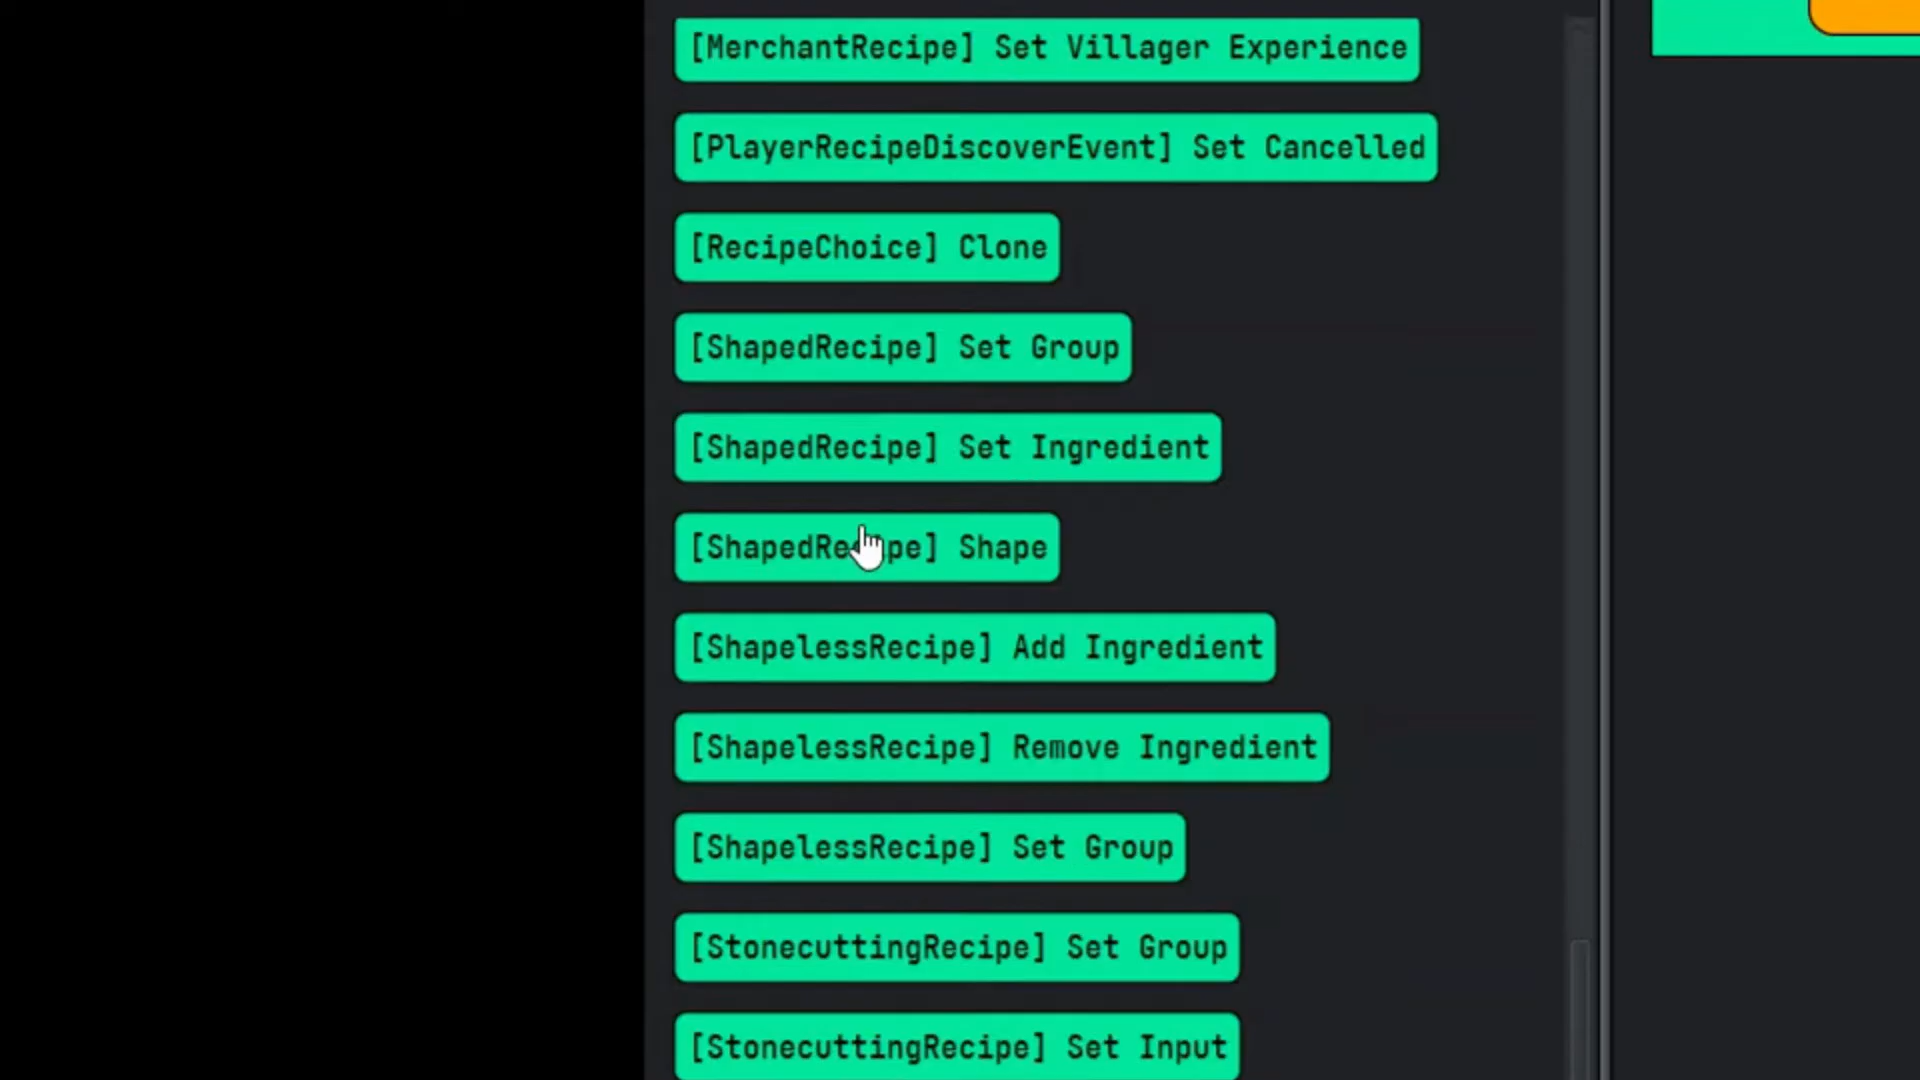 [MerchantRecipe] Set Villager Experience
[PlayerRecipeDiscoverEvent] Set Cancelled
[RecipeChoice] Clone
[ShapedRecipe] Set Group
[ShapedRecipe] Set Ingredient
[ShapedRecipe] Shape
[ShapelessRecipe] Add Ingredient
[ShapelessRecipe] Remove Ingredient
[ShapelessRecipe] Set Group
[StonecuttingRecipe] Set Group
[StonecuttingRecipe] Set Input